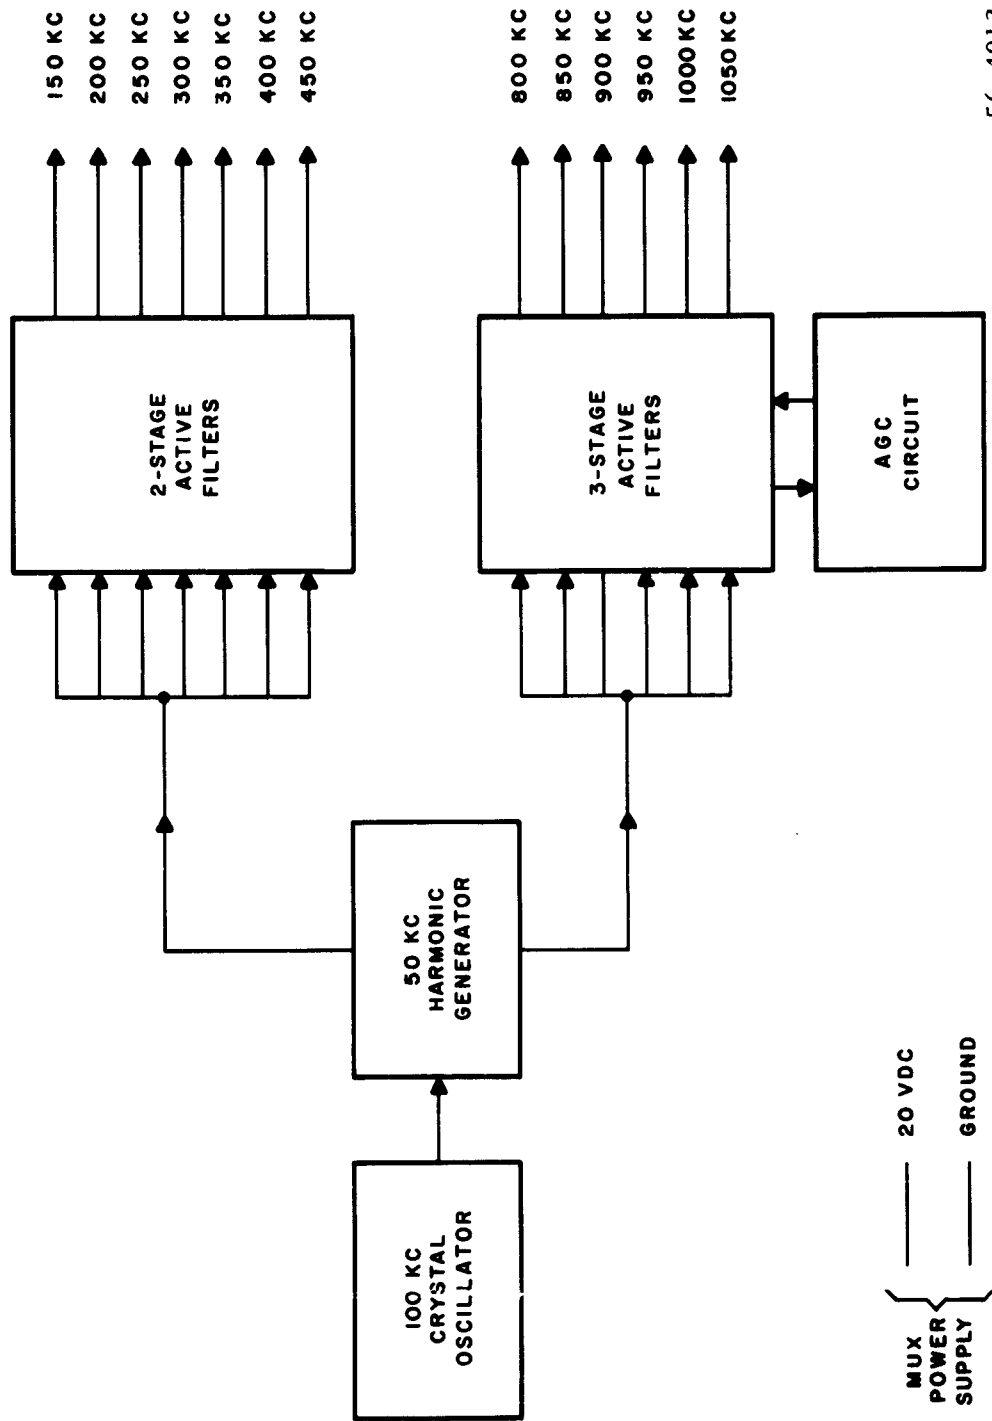 100 KC
CRYSTAL
OSCILLATOR
50 KC
HARMONIC
GENERATOR
2-STAGE
ACTIVE
FILTERS
150 KC
200 KC
250 KC
300 KC
350 KC
400 KC
450 KC
3-STAGE
ACTIVE
FILTERS
800 KC
850 KC
900 KC
950 KC
1000 KC
1050 KC
AGC
CIRCUIT
MUX
POWER
SUPPLY
20 VDC
GROUND